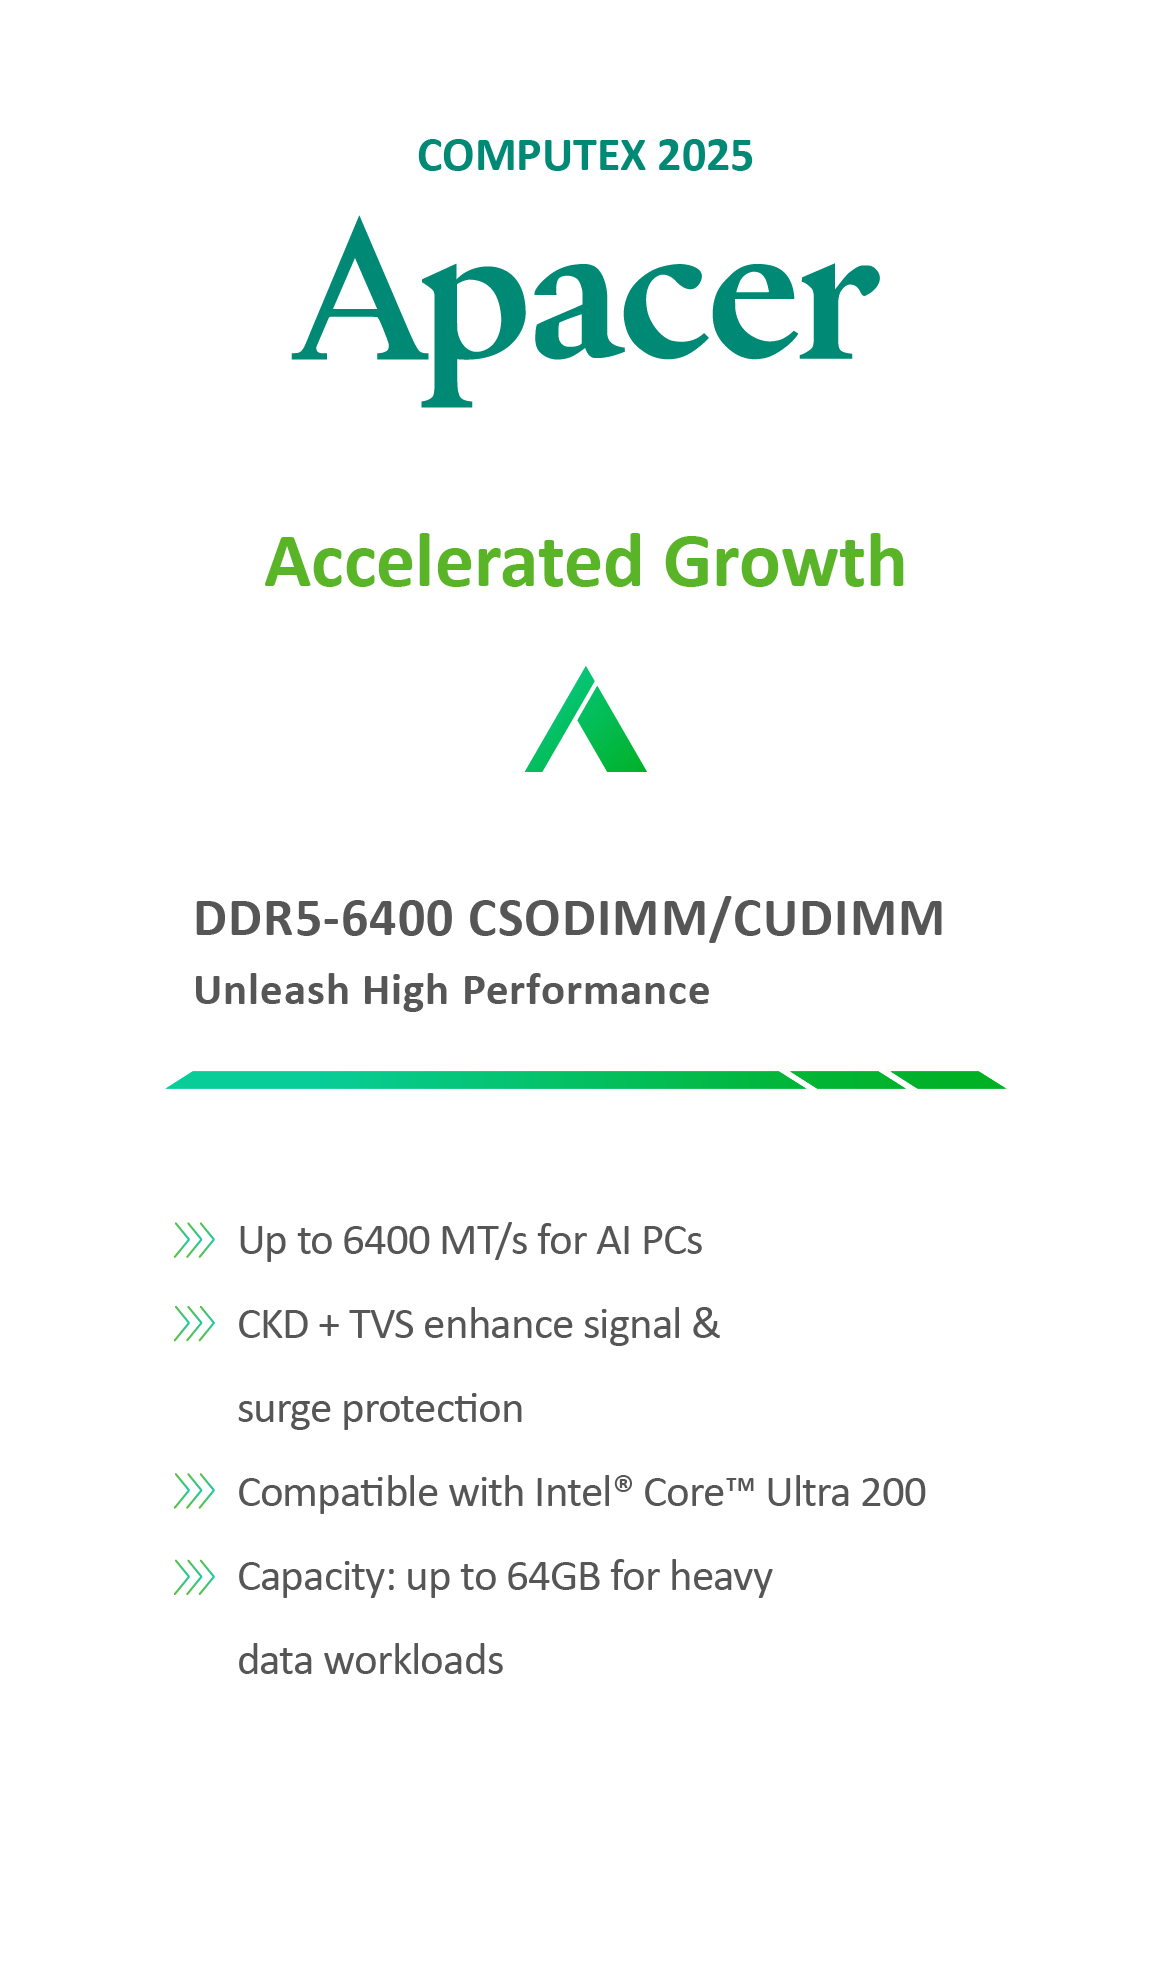 COMPUTEX 2025
Apacer
Accelerated Growth
DDR5-6400 CSODIMM/CUDIMM
Unleash High Performance
Up to 6400 MT/s for AI PCs
CKD + TVS enhance signal &
surge protection
Compatible with Intel® Core™ Ultra 200
Capacity: up to 64GB for heavy
data workloads